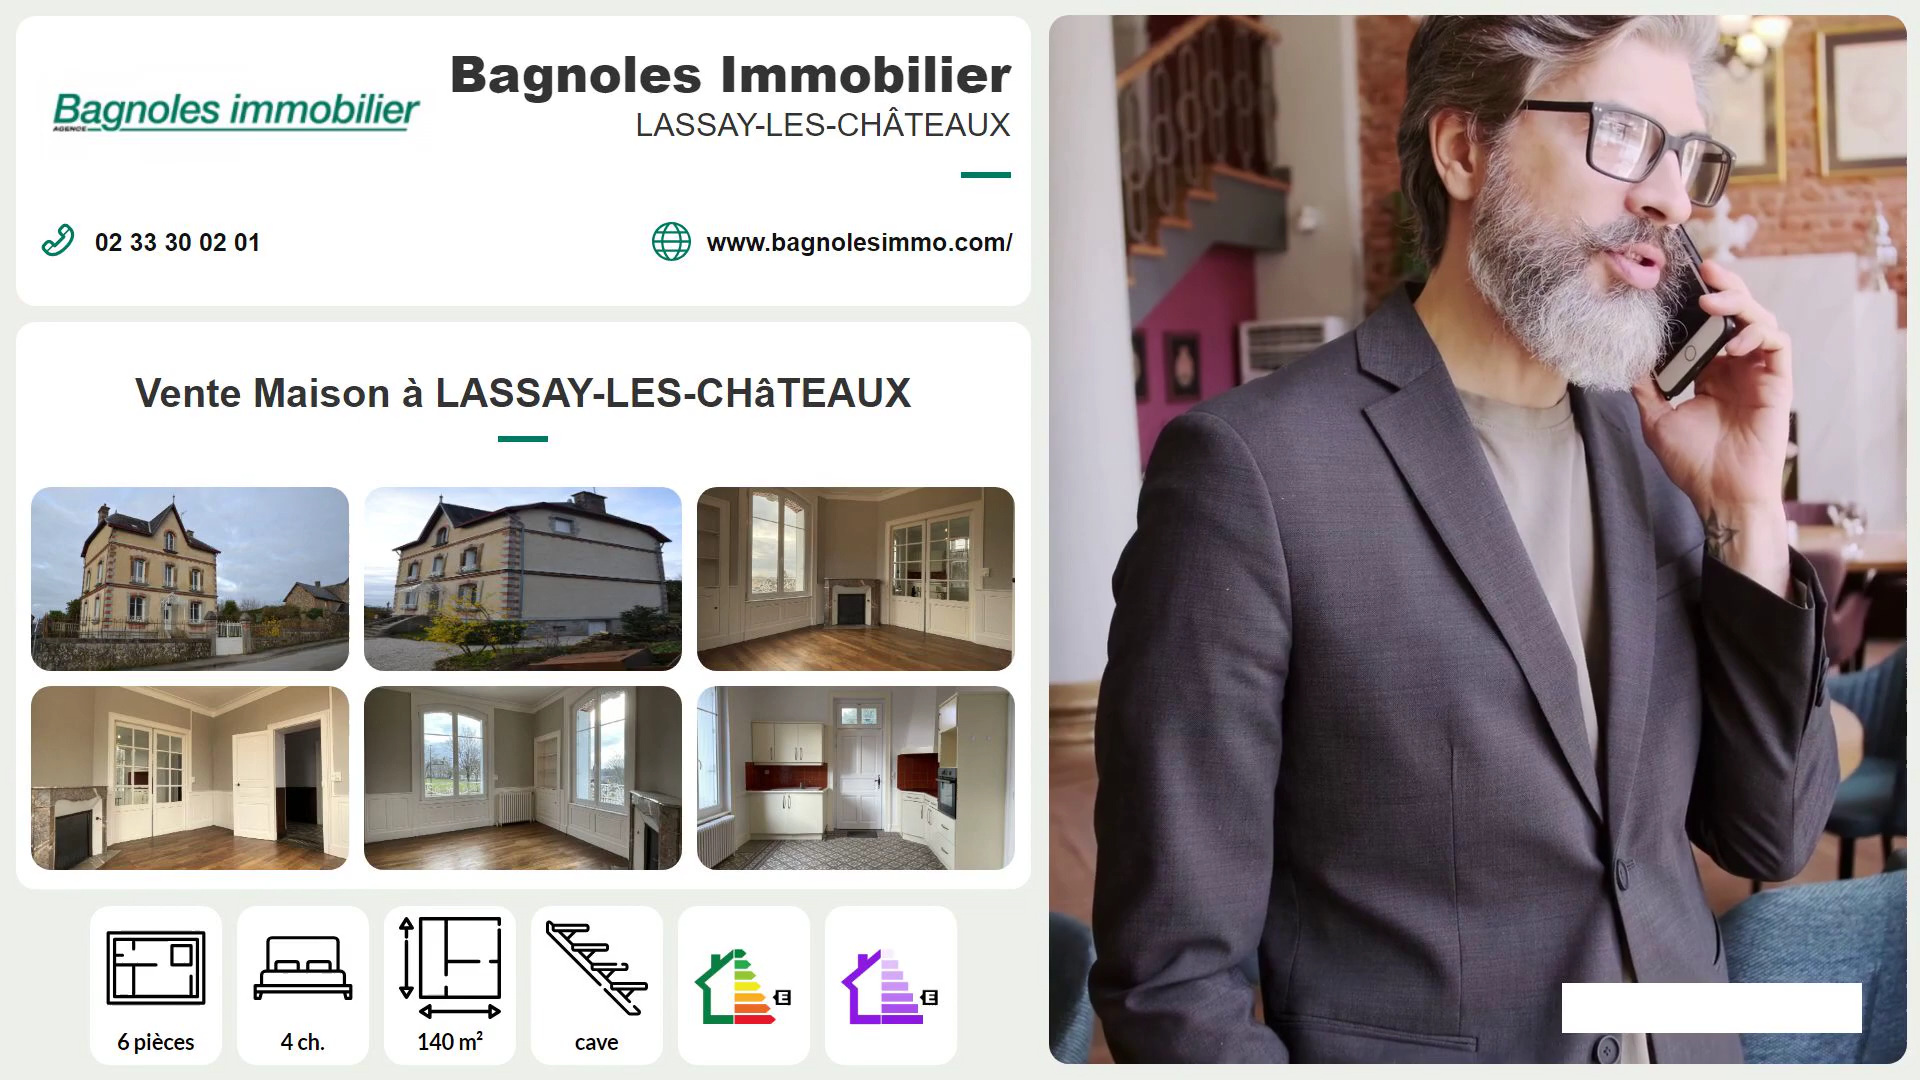 Bagnoles immobilier
AGENCE
Bagnoles Immobilier
LASSAY-LES-CHÂTEAUX
02 33 30 02 01
www.bagnolesimmo.com/
Vente Maison à LASSAY-LES-CHâTEAUX
6 pièces
4 ch.
140 m²
cave
E
E